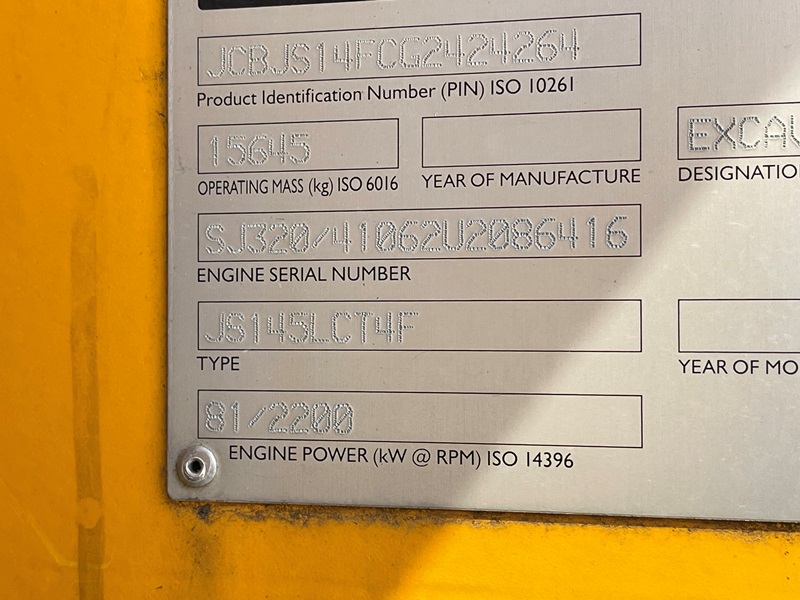 JCBJS14FCG2424264
Product Identification Number (PIN) ISO 10261
15645
EXCAV
OPERATING MASS (kg) ISO 6016 YEAR OF MANUFACTURE DESIGNATIO
SJ320/41062U2086416
ENGINE SERIAL NUMBER
JS145LCT4F
TYPE YEAR OF MO
81/2200
ENGINE POWER (kW @ RPM) ISO 14396